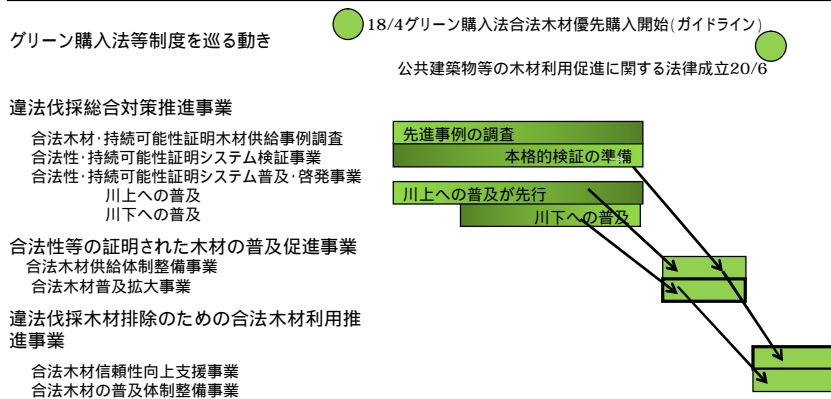 グリーン購入法等制度を巡る動き
18/4グリーン購入法合法木材優先購入開始(ガイドライン)
公共建築物等の木材利用促進に関する法律成立20/6
違法伐採総合対策推進事業
合法木材・持続可能性証明木材供給事例調査
合法性・持続可能性証明システム検証事業
合法性・持続可能性証明システム普及・啓発事業
川上への普及
川下への普及
先進事例の調査
本格的検証の準備
川上への普及が先行
川下への普及
合法性等の証明された木材の普及促進事業
合法木材供給体制整備事業
合法木材普及拡大事業
違法伐採木材排除のための合法木材利用推
進事業
合法木材信頼性向上支援事業
合法木材の普及体制整備事業